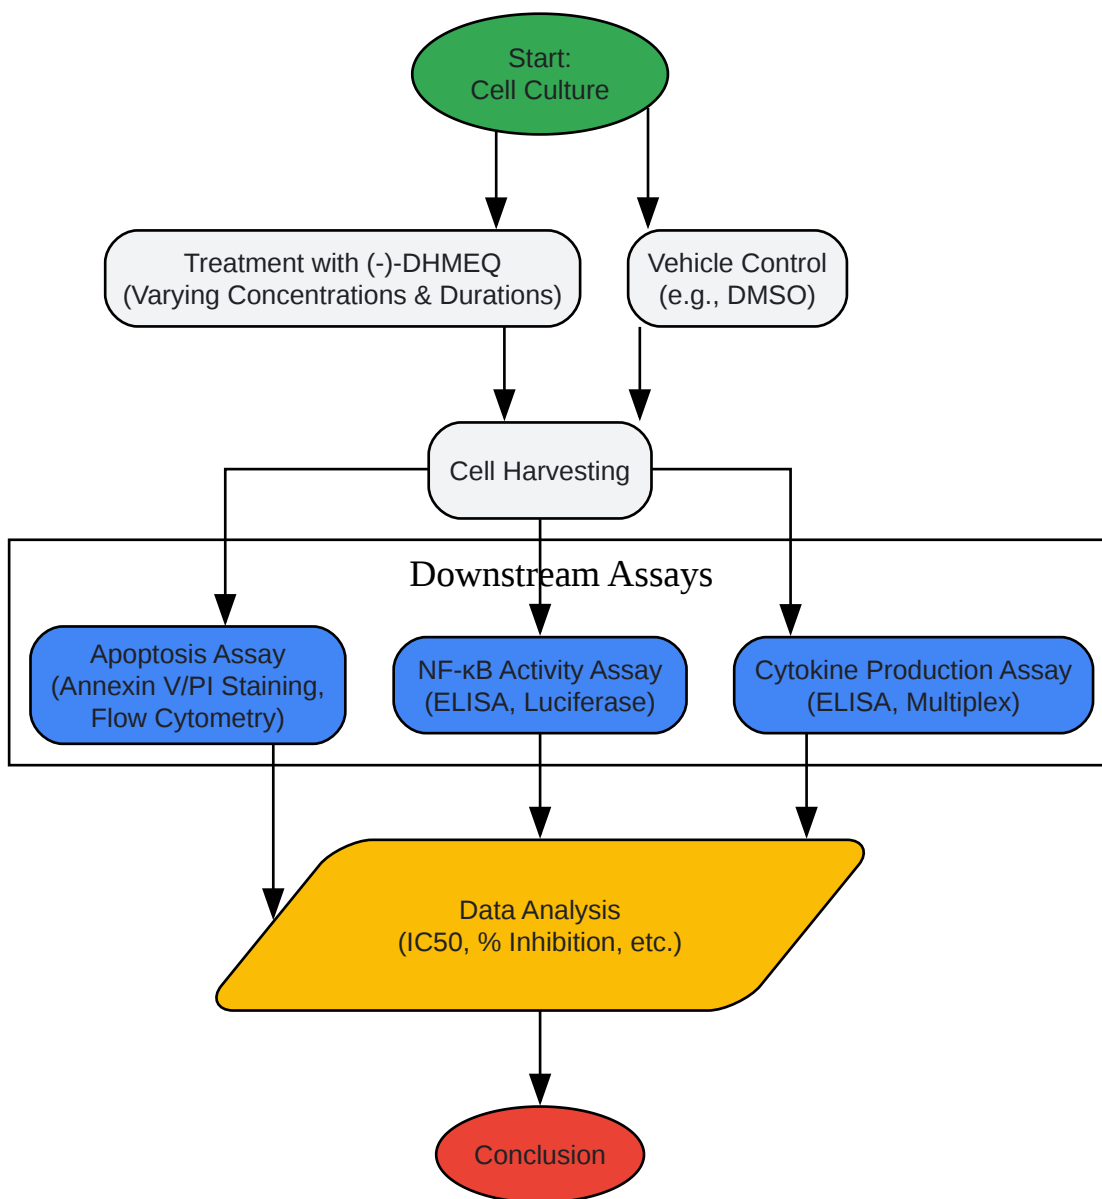 Start:
Cell Culture
Treatment with (-)-DHMEQ
(Varying Concentrations & Durations)
Vehicle Control
(e.g., DMSO)
Cell Harvesting
Downstream Assays
Apoptosis Assay
(Annexin V/PI Staining,
Flow Cytometry)
NF-κB Activity Assay
(ELISA, Luciferase)
Cytokine Production Assay
(ELISA, Multiplex)
Data Analysis
(IC50, % Inhibition, etc.)
Conclusion